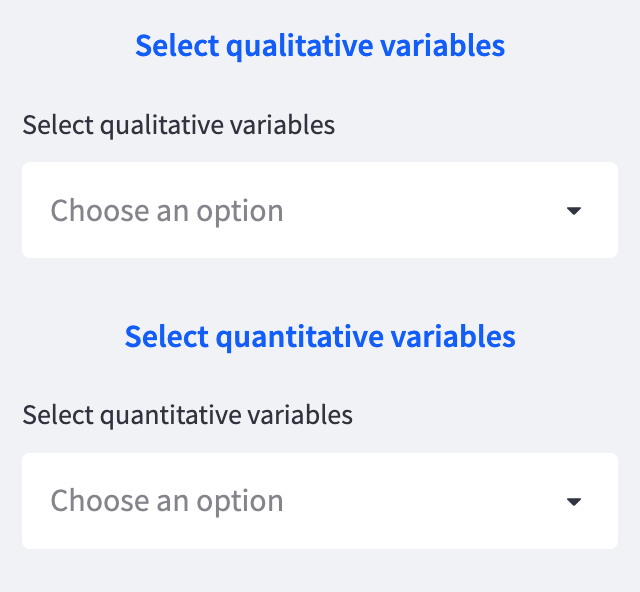 Select qualitative variables
Select qualitative variables
Choose an option
Select quantitative variables
Select quantitative variables
Choose an option